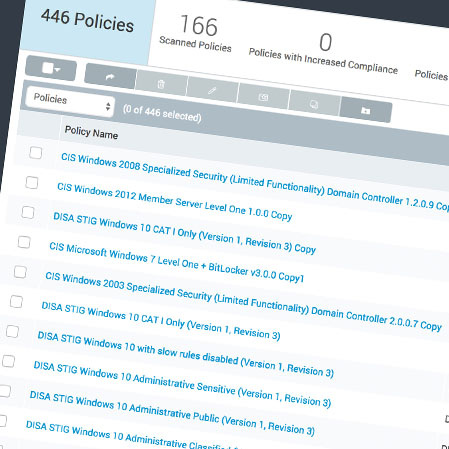 446 Policies
166
Scanned Policies
0
Policies with Increased Compliance
Policies
Policies
(0 of 446 selected)
Policy Name
CIS Windows 2008 Specialized Security (Limited Functionality) Domain Controller 1.2.0.9
CIS Windows 2012 Member Server Level One 1.0.0 Copy
DISA STIG Windows 10 CAT I Only (Version 1, Revision 3) Copy
CIS Microsoft Windows 7 Level One + BitLocker v3.0.0 Copy1
CIS Windows 2003 Specialized Security (Limited Functionality) Domain Controller 2.0.0.7 Copy
DISA STIG Windows 10 CAT I Only (Version 1, Revision 3)
DISA STIG Windows 10 with slow rules disabled (Version 1, Revision 3)
DISA STIG Windows 10 Administrative Sensitive (Version 1, Revision 3)
DISA STIG Windows 10 Administrative Public (Version 1, Revision 3)
DISA STIG Windows 10 Administrative